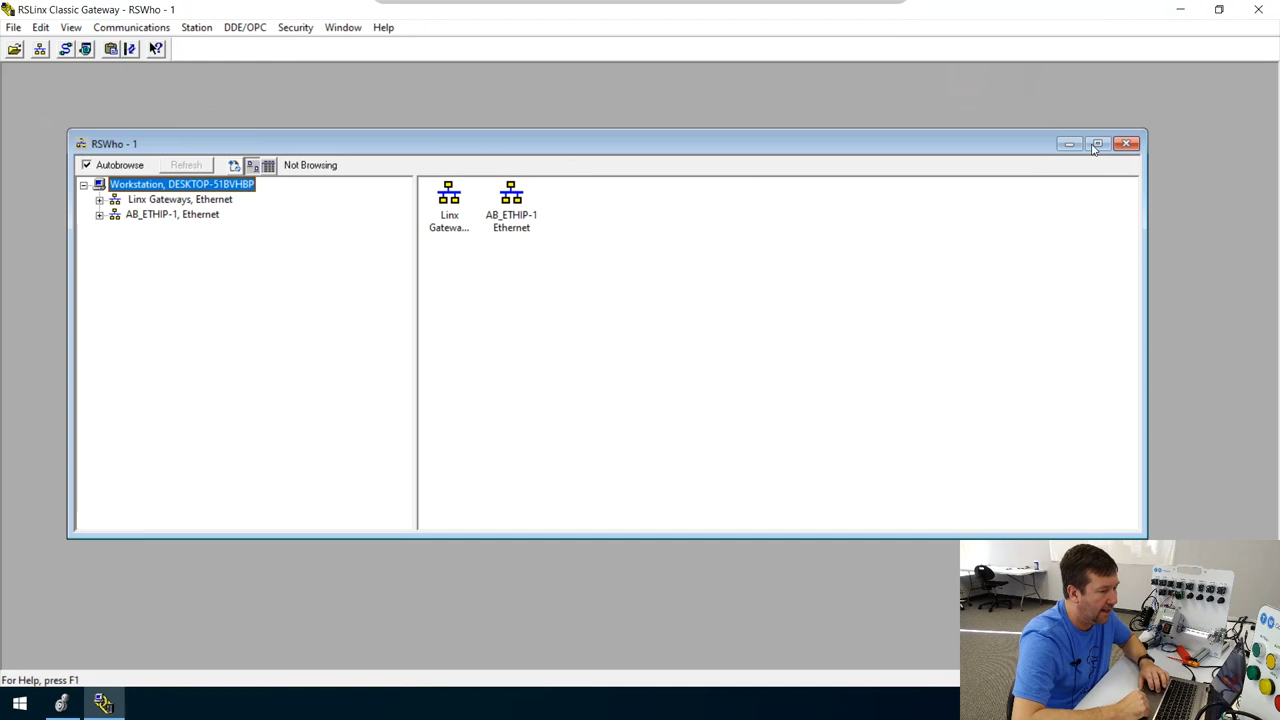 RSLinx Classic Gateway - RSWho - 1
File Edit View Communications Station DDE/OPC Security Window Help
RSWho - 1
Autobrowse Refresh Not Browsing
Workstation, DESKTOP-51BVHBP
Linx Gateways, Ethernet
AB_ETHIP-1, Ethernet
Linx
Gatewa...
AB_ETHIP-1
Ethernet
For Help, press F1